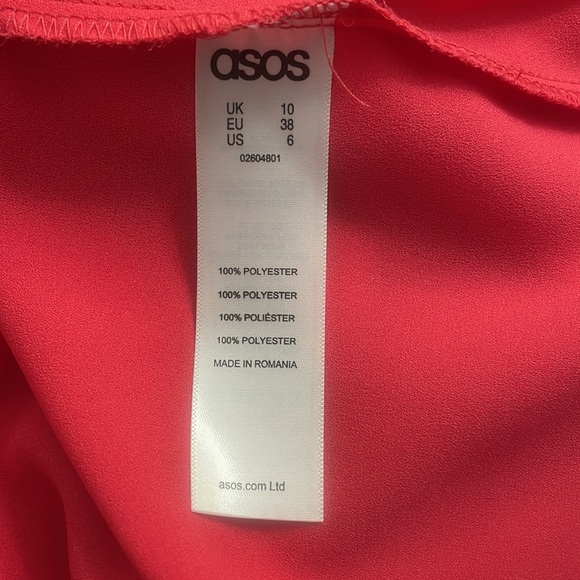 asos
UK 10
EU 38
US 6
02604801
100% POLYESTER
100% POLYESTER
100% POLIÉSTER
100% POLYESTER
MADE IN ROMANIA
asos.com Ltd